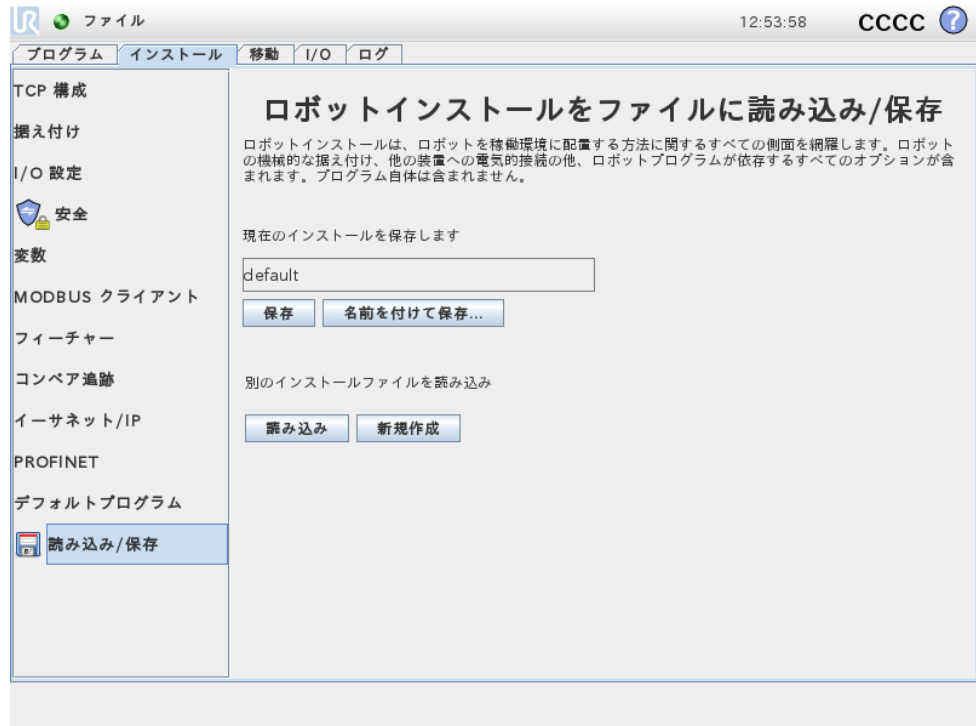 UR ファイル 12:53:58 CCCC ?
プログラム インストール 移動 I/O ログ
TCP 構成
据え付け
I/O 設定
安全
変数
MODBUS クライアント
フィーチャー
コンベア追跡
イーサネット/IP
PROFINET
デフォルトプログラム
読み込み/保存
ロボットインストールをファイルに読み込み/保存
ロボットインストールは、ロボットを稼働環境に配置する方法に関するすべての側面を網羅します。ロボット
の機械的な据え付け、他の装置への電気的接続の他、ロボットプログラムが依存するすべてのオプションが含
まれます。プログラム自体は含まれません。
現在のインストールを保存します
default
保存 名前を付けて保存...
別のインストールファイルを読み込み
読み込み 新規作成